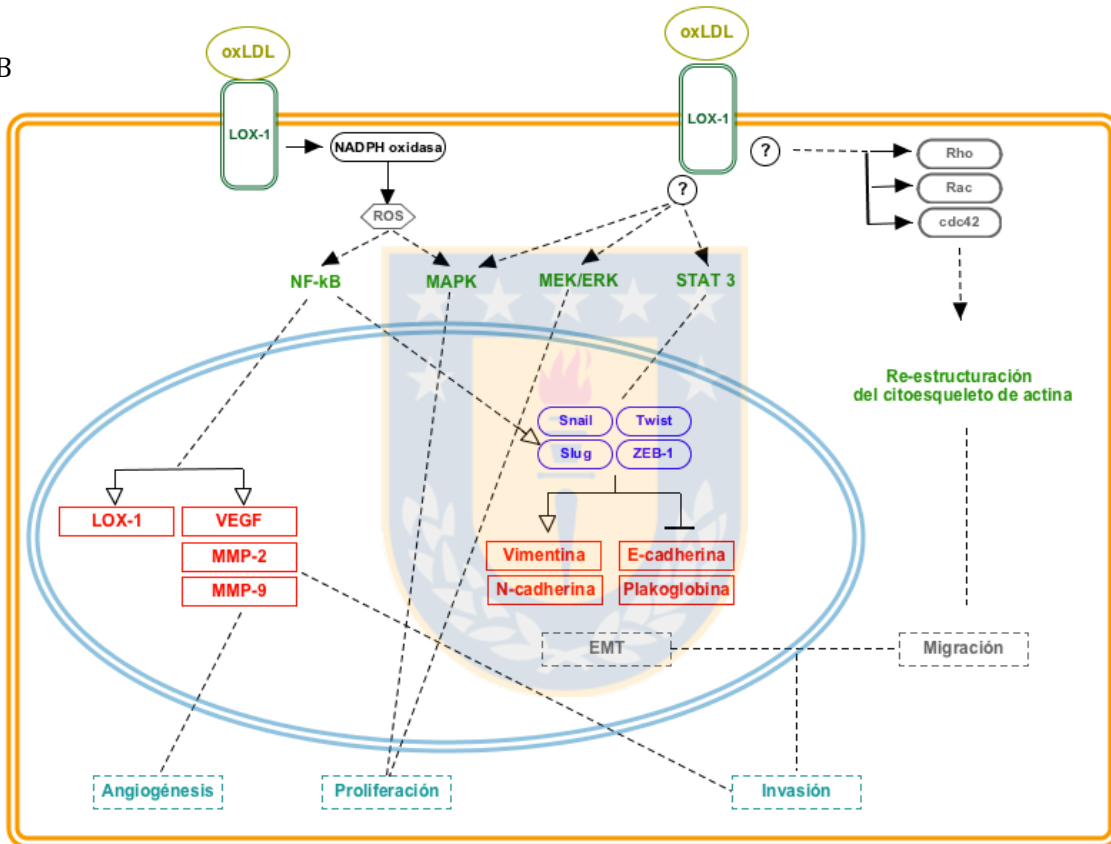 B
oxLDL
oxLDL
LOX-1
LOX-1
NADPH oxidasa
?
Rho
Rac
cdc42
?
ROS
NF-kB
MAPK
MEK/ERK
STAT 3
Re-estructuración
del citoesqueleto de actina
Snail
Twist
Slug
ZEB-1
LOX-1
VEGF
MMP-2
MMP-9
Vimentina
E-cadherina
N-cadherina
Plakoglobina
EMT
Migración
Angiogénesis
Proliferación
Invasión